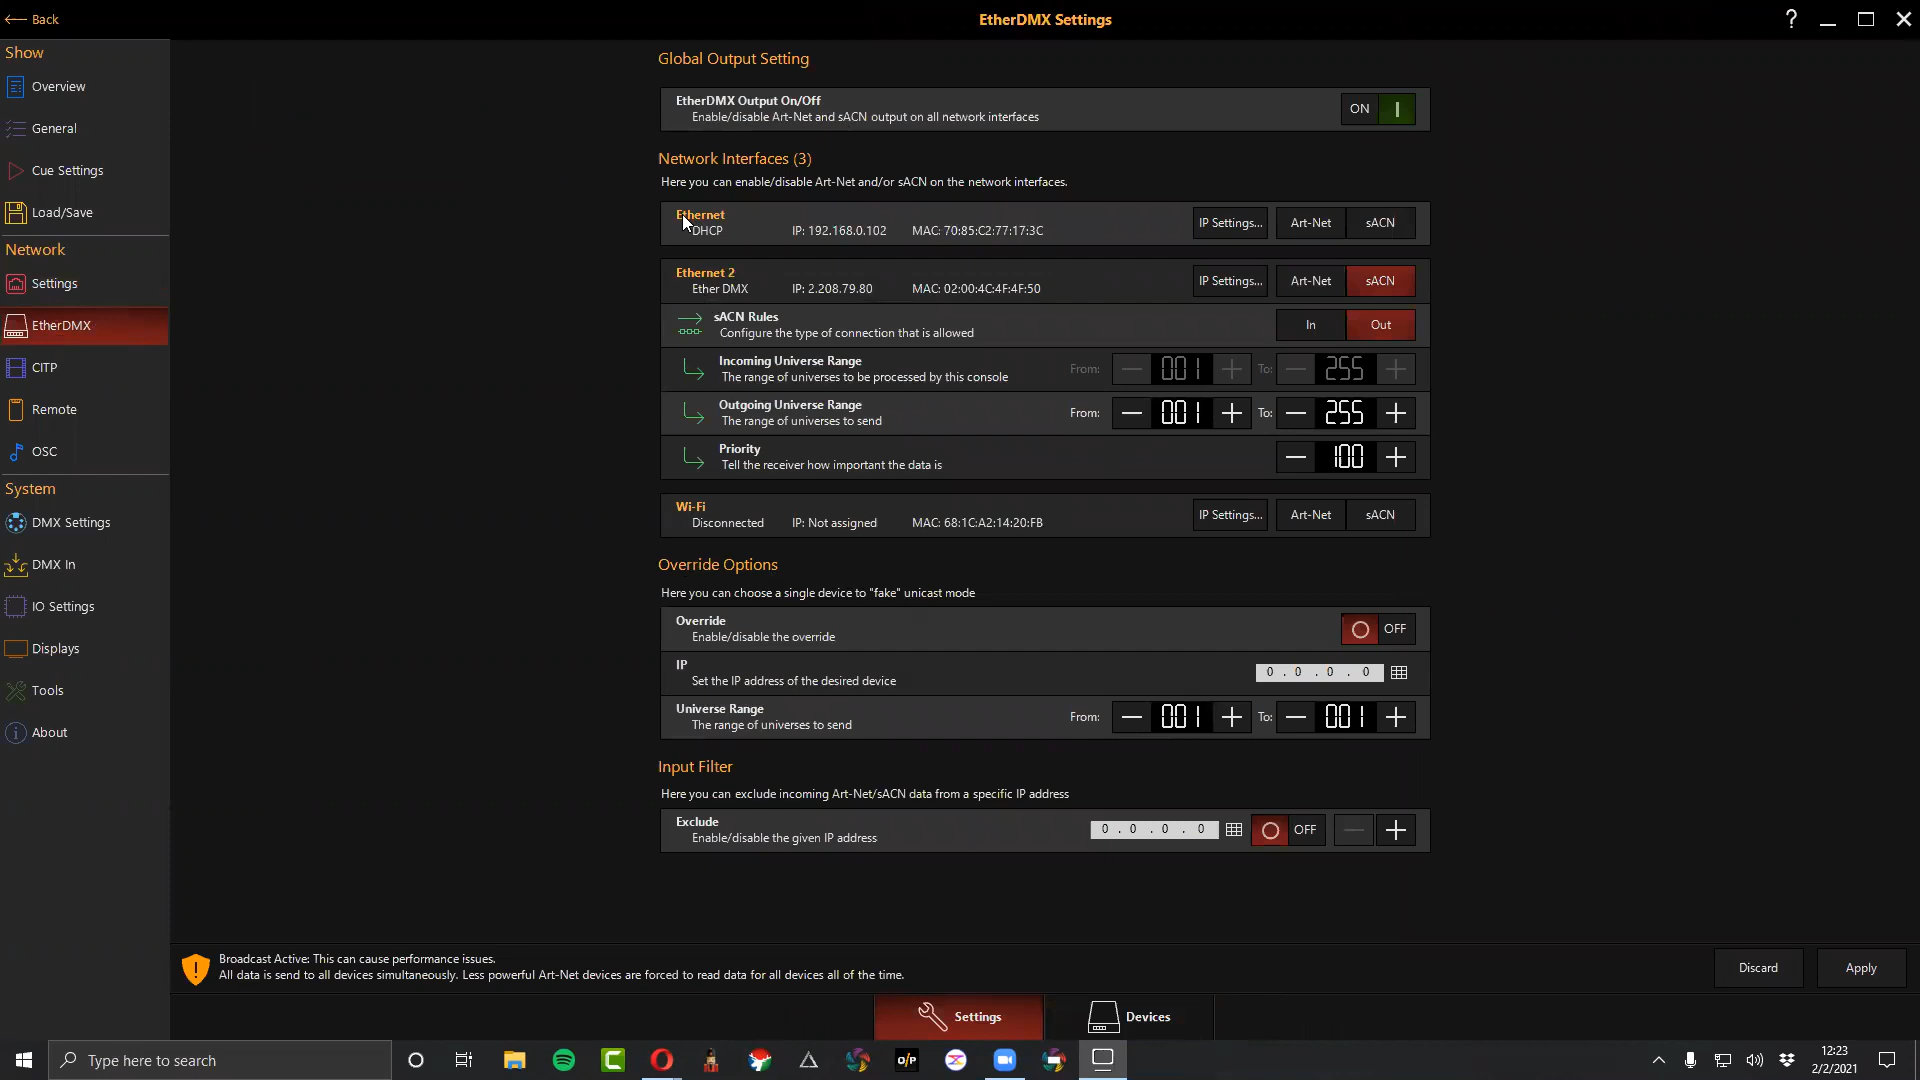 Back
EtherDMX Settings
?
Show
Overview
General
Cue Settings
Load/Save
Network
Settings
EtherDMX
CITP
Remote
OSC
System
DMX Settings
DMX In
IO Settings
Displays
Tools
About
Global Output Setting
EtherDMX Output On/Off
Enable/disable Art-Net and sACN output on all network interfaces
ON
Network Interfaces (3)
Here you can enable/disable Art-Net and/or sACN on the network interfaces.
Ethernet
DHCP IP: 192.168.0.102 MAC: 70:85:C2:77:17:3C
IP Settings... Art-Net sACN
Ethernet 2
Ether DMX IP: 2.208.79.80 MAC: 02:00:4C:4F:4F:50
IP Settings... Art-Net sACN
sACN Rules
Configure the type of connection that is allowed
In Out
Incoming Universe Range
The range of universes to be processed by this console
From: 001 To: 255
Outgoing Universe Range
The range of universes to send
From: 001 To: 255
Priority
Tell the receiver how important the data is
100
Wi-Fi
Disconnected IP: Not assigned MAC: 68:1C:A2:14:20:FB
IP Settings... Art-Net sACN
Override Options
Here you can choose a single device to "fake" unicast mode
Override
Enable/disable the override
OFF
IP
Set the IP address of the desired device
0 . 0 . 0 . 0
Universe Range
The range of universes to send
From: 001 To: 001
Input Filter
Here you can exclude incoming Art-Net/sACN data from a specific IP address
Exclude
Enable/disable the given IP address
0 . 0 . 0 . 0 OFF
Broadcast Active: This can cause performance issues.
All data is send to all devices simultaneously. Less powerful Art-Net devices are forced to read data for all devices all of the time.
Discard Apply
Settings Devices
Type here to search
O/P
12:23
2/2/2021